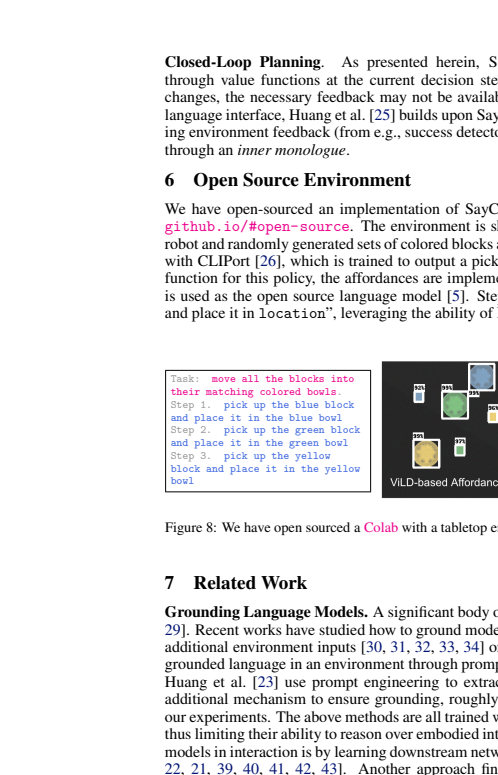 Closed-Loop Planning. As presented herein, S
through value functions at the current decision ste
changes, the necessary feedback may not be availab
language interface, Huang et al. [25] builds upon Say
ing environment feedback (from e.g., success detecto
through an inner monologue.
6 Open Source Environment
We have open-sourced an implementation of SayC
github.io/#open-source. The environment is s
robot and randomly generated sets of colored blocks a
with CLIPort [26], which is trained to output a pick
function for this policy, the affordances are impleme
is used as the open source language model [5]. Step
and place it in location”, leveraging the ability of
Task: move all the blocks into
their matching colored bowls.
Step 1. pick up the blue block
and place it in the blue bowl
Step 2. pick up the green block
and place it in the green bowl
Step 3. pick up the yellow
block and place it in the yellow
bowl
92%
99%
99%
96%
99%
97%
ViLD-based Affordanc
Figure 8: We have open sourced a Colab with a tabletop e
7 Related Work
Grounding Language Models. A significant body o
29]. Recent works have studied how to ground mode
additional environment inputs [30, 31, 32, 33, 34] o
grounded language in an environment through promp
Huang et al. [23] use prompt engineering to extrac
additional mechanism to ensure grounding, roughly
our experiments. The above methods are all trained w
thus limiting their ability to reason over embodied int
models in interaction is by learning downstream netw
22, 21, 39, 40, 41, 42, 43]. Another approach fin